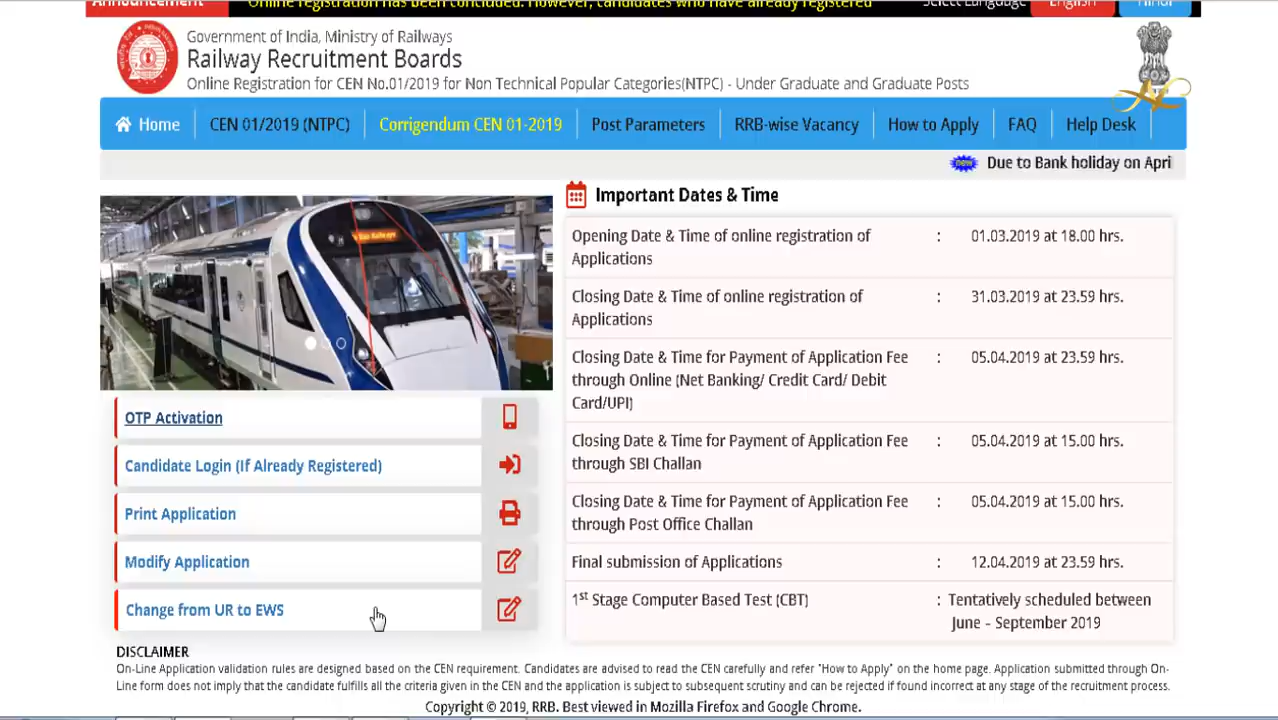 Announcement Online registration has been concluded. However, candidates who have already registered Select Language English Hindi
Government of India, Ministry of Railways
Railway Recruitment Boards
Online Registration for CEN No.01/2019 for Non Technical Popular Categories(NTPC) - Under Graduate and Graduate Posts
Home CEN 01/2019 (NTPC) Corrigendum CEN 01-2019 Post Parameters RRB-wise Vacancy How to Apply FAQ Help Desk
new Due to Bank holiday on Apri
Important Dates & Time
Opening Date & Time of online registration of : 01.03.2019 at 18.00 hrs.
Applications
Closing Date & Time of online registration of : 31.03.2019 at 23.59 hrs.
Applications
Closing Date & Time for Payment of Application Fee : 05.04.2019 at 23.59 hrs.
through Online (Net Banking/ Credit Card/ Debit
Card/UPI)
Closing Date & Time for Payment of Application Fee : 05.04.2019 at 15.00 hrs.
through SBI Challan
Closing Date & Time for Payment of Application Fee : 05.04.2019 at 15.00 hrs.
through Post Office Challan
Final submission of Applications : 12.04.2019 at 23.59 hrs.
1st Stage Computer Based Test (CBT) : Tentatively scheduled between
June - September 2019
OTP Activation
Candidate Login (If Already Registered)
Print Application
Modify Application
Change from UR to EWS
DISCLAIMER
On-Line Application validation rules are designed based on the CEN requirement. Candidates are advised to read the CEN carefully and refer "How to Apply" on the home page. Application submitted through On-
Line form does not imply that the candidate fulfills all the criteria given in the CEN and the application is subject to subsequent scrutiny and can be rejected if found incorrect at any stage of the recruitment process.
Copyright © 2019, RRB. Best viewed in Mozilla Firefox and Google Chrome.